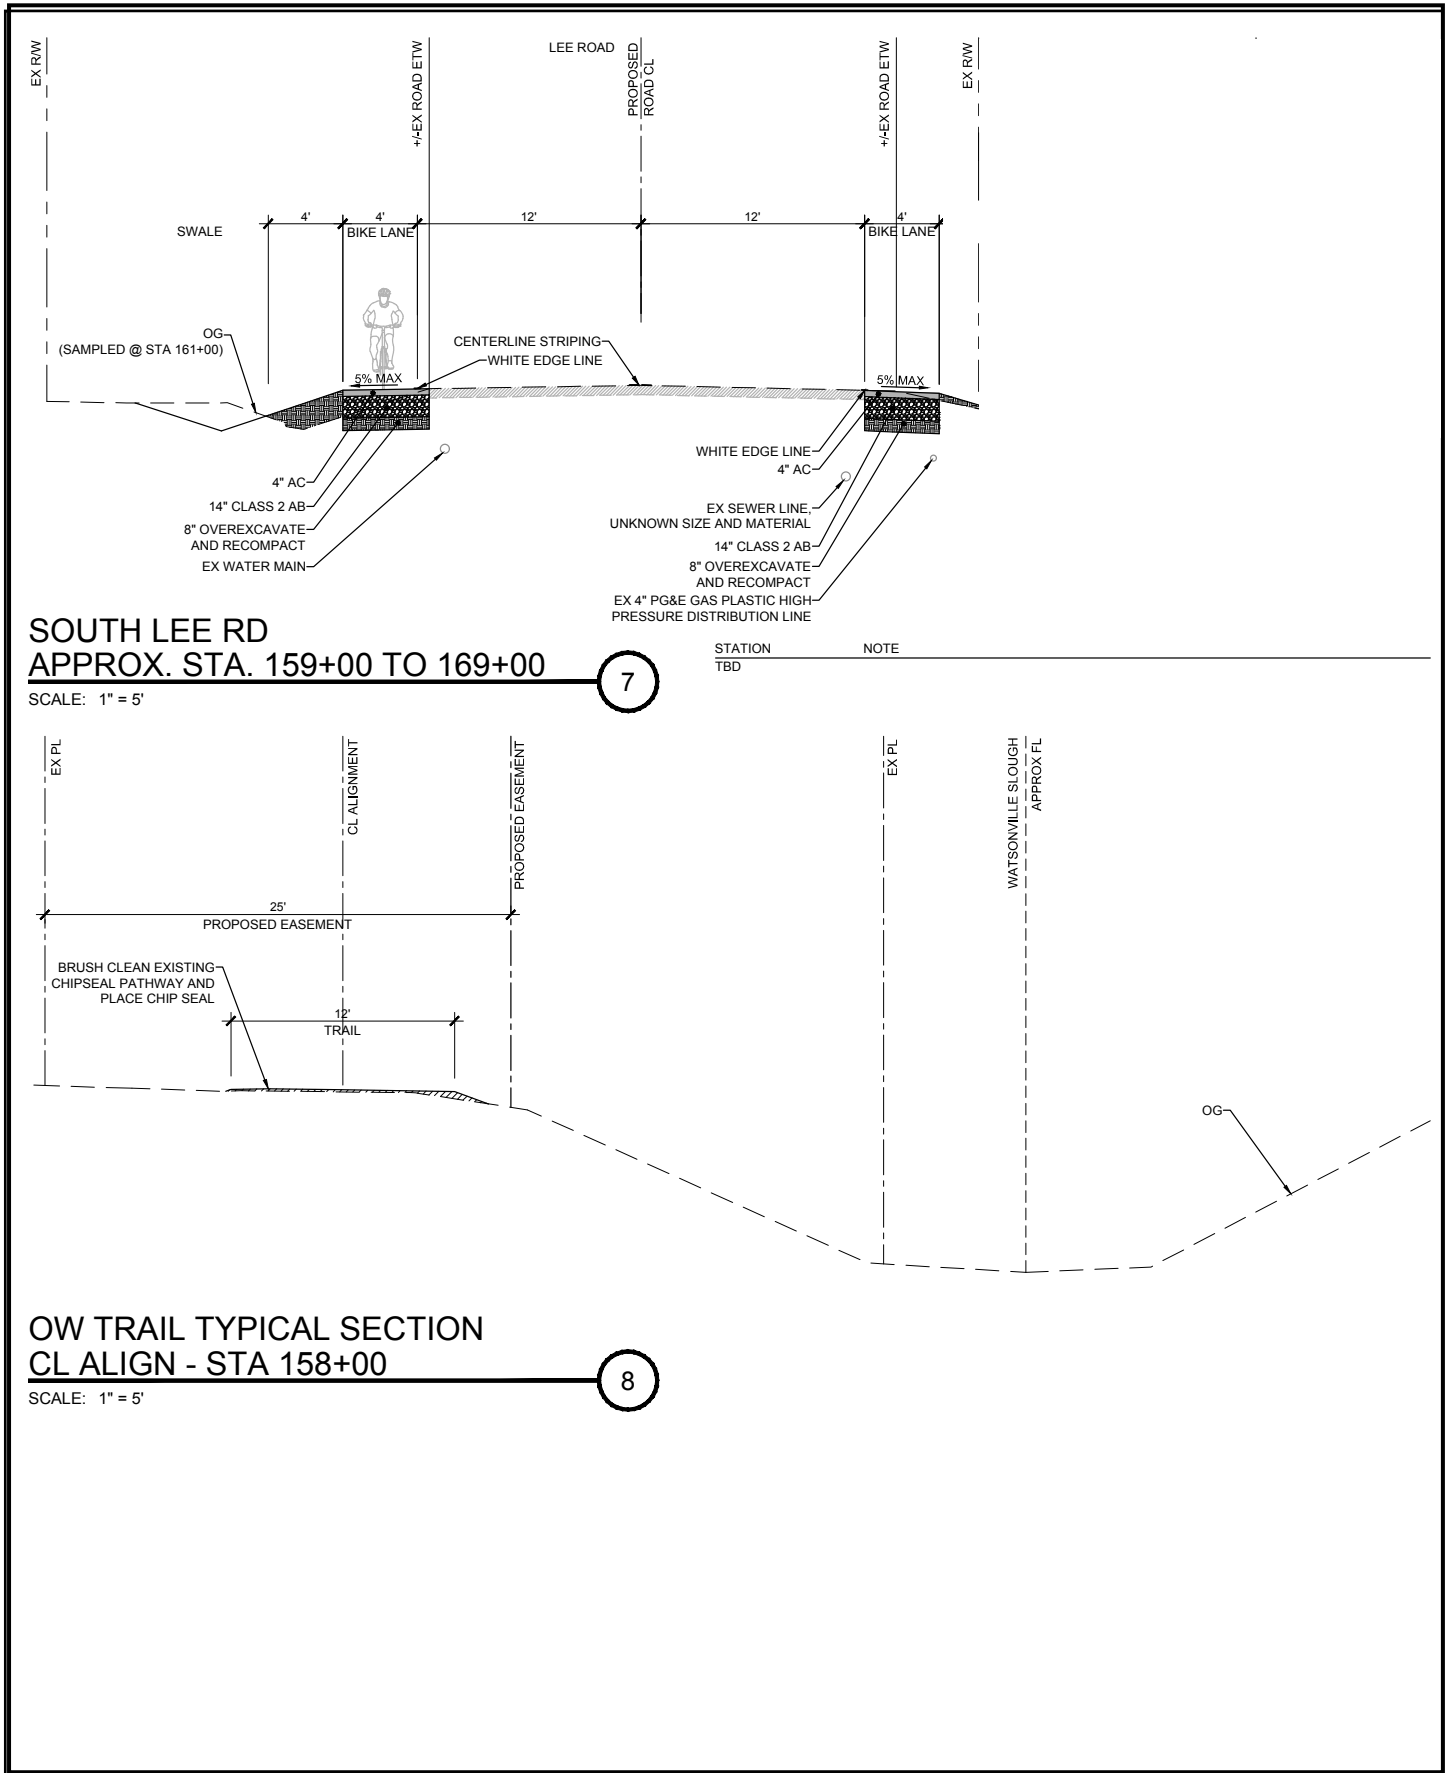 EX R/W
+/-EX ROAD ETW
LEE ROAD
PROPOSED
ROAD CL
+/-EX ROAD ETW
EX R/W
SWALE
4'
4'
BIKE LANE
12'
12'
4'
BIKE LANE
OG
(SAMPLED @ STA 161+00)
CENTERLINE STRIPING
WHITE EDGE LINE
5% MAX
5% MAX
4" AC
14" CLASS 2 AB
8" OVEREXCAVATE
AND RECOMPACT
EX WATER MAIN
WHITE EDGE LINE
4" AC
EX SEWER LINE,
UNKNOWN SIZE AND MATERIAL
14" CLASS 2 AB
8" OVEREXCAVATE
AND RECOMPACT
EX 4" PG&E GAS PLASTIC HIGH
PRESSURE DISTRIBUTION LINE
SOUTH LEE RD
APPROX. STA. 159+00 TO 169+00
7
SCALE: 1" = 5'
STATION NOTE
TBD
EX PL
CL ALIGNMENT
PROPOSED EASEMENT
EX PL
WATSONVILLE SLOUGH
APPROX FL
25'
PROPOSED EASEMENT
BRUSH CLEAN EXISTING
CHIPSEAL PATHWAY AND
PLACE CHIP SEAL
12'
TRAIL
OG
OW TRAIL TYPICAL SECTION
CL ALIGN - STA 158+00
8
SCALE: 1" = 5'